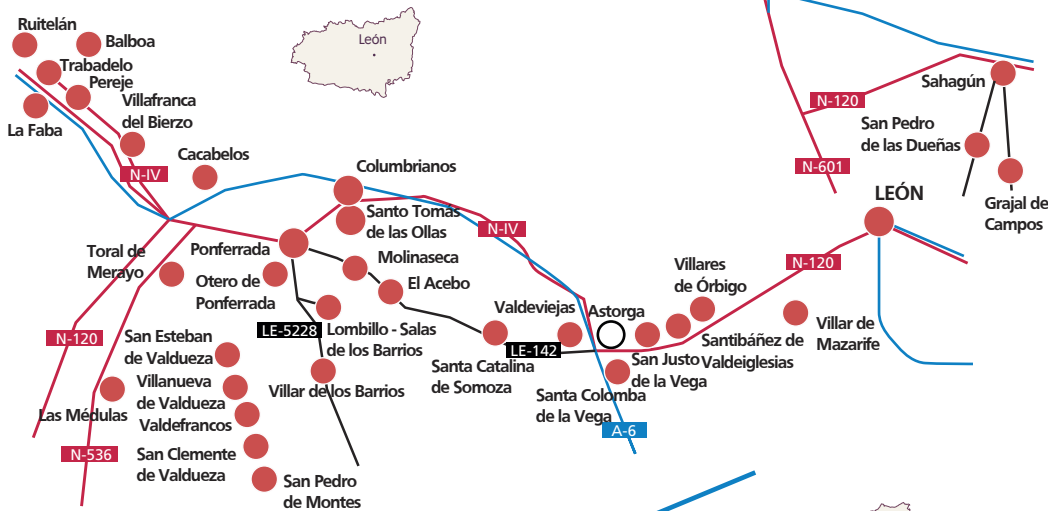 Ruitelán
Balboa
Trabadelo
Pereje
Villafranca
del Bierzo
La Faba
León
Cacabelos
N-IV
Columbrianos
Santo Tomás
de las Ollas
N-IV
Toral de
Merayo
Ponferrada
Otero de
Ponferrada
Molinaseca
El Acebo
Valdeviejas
Astorga
Villares
de Órbigo
N-120
LEÓN
Sahagún
N-120
San Pedro
de las Dueñas
N-601
Grajal de
Campos
N-120
San Esteban
de Valdueza
LE-5228
Lombillo - Salas
de los Barrios
LE-142
Santa Catalina
de Somoza
San Justo
de la Vega
Santibáñez de
Valdeiglesias
Villar de
Mazarife
Las Médulas
Villanueva
de Valdueza
Valdefrancos
Villar de los Barrios
Santa Colomba
de la Vega
A-6
N-536
San Clemente
de Valdueza
San Pedro
de Montes